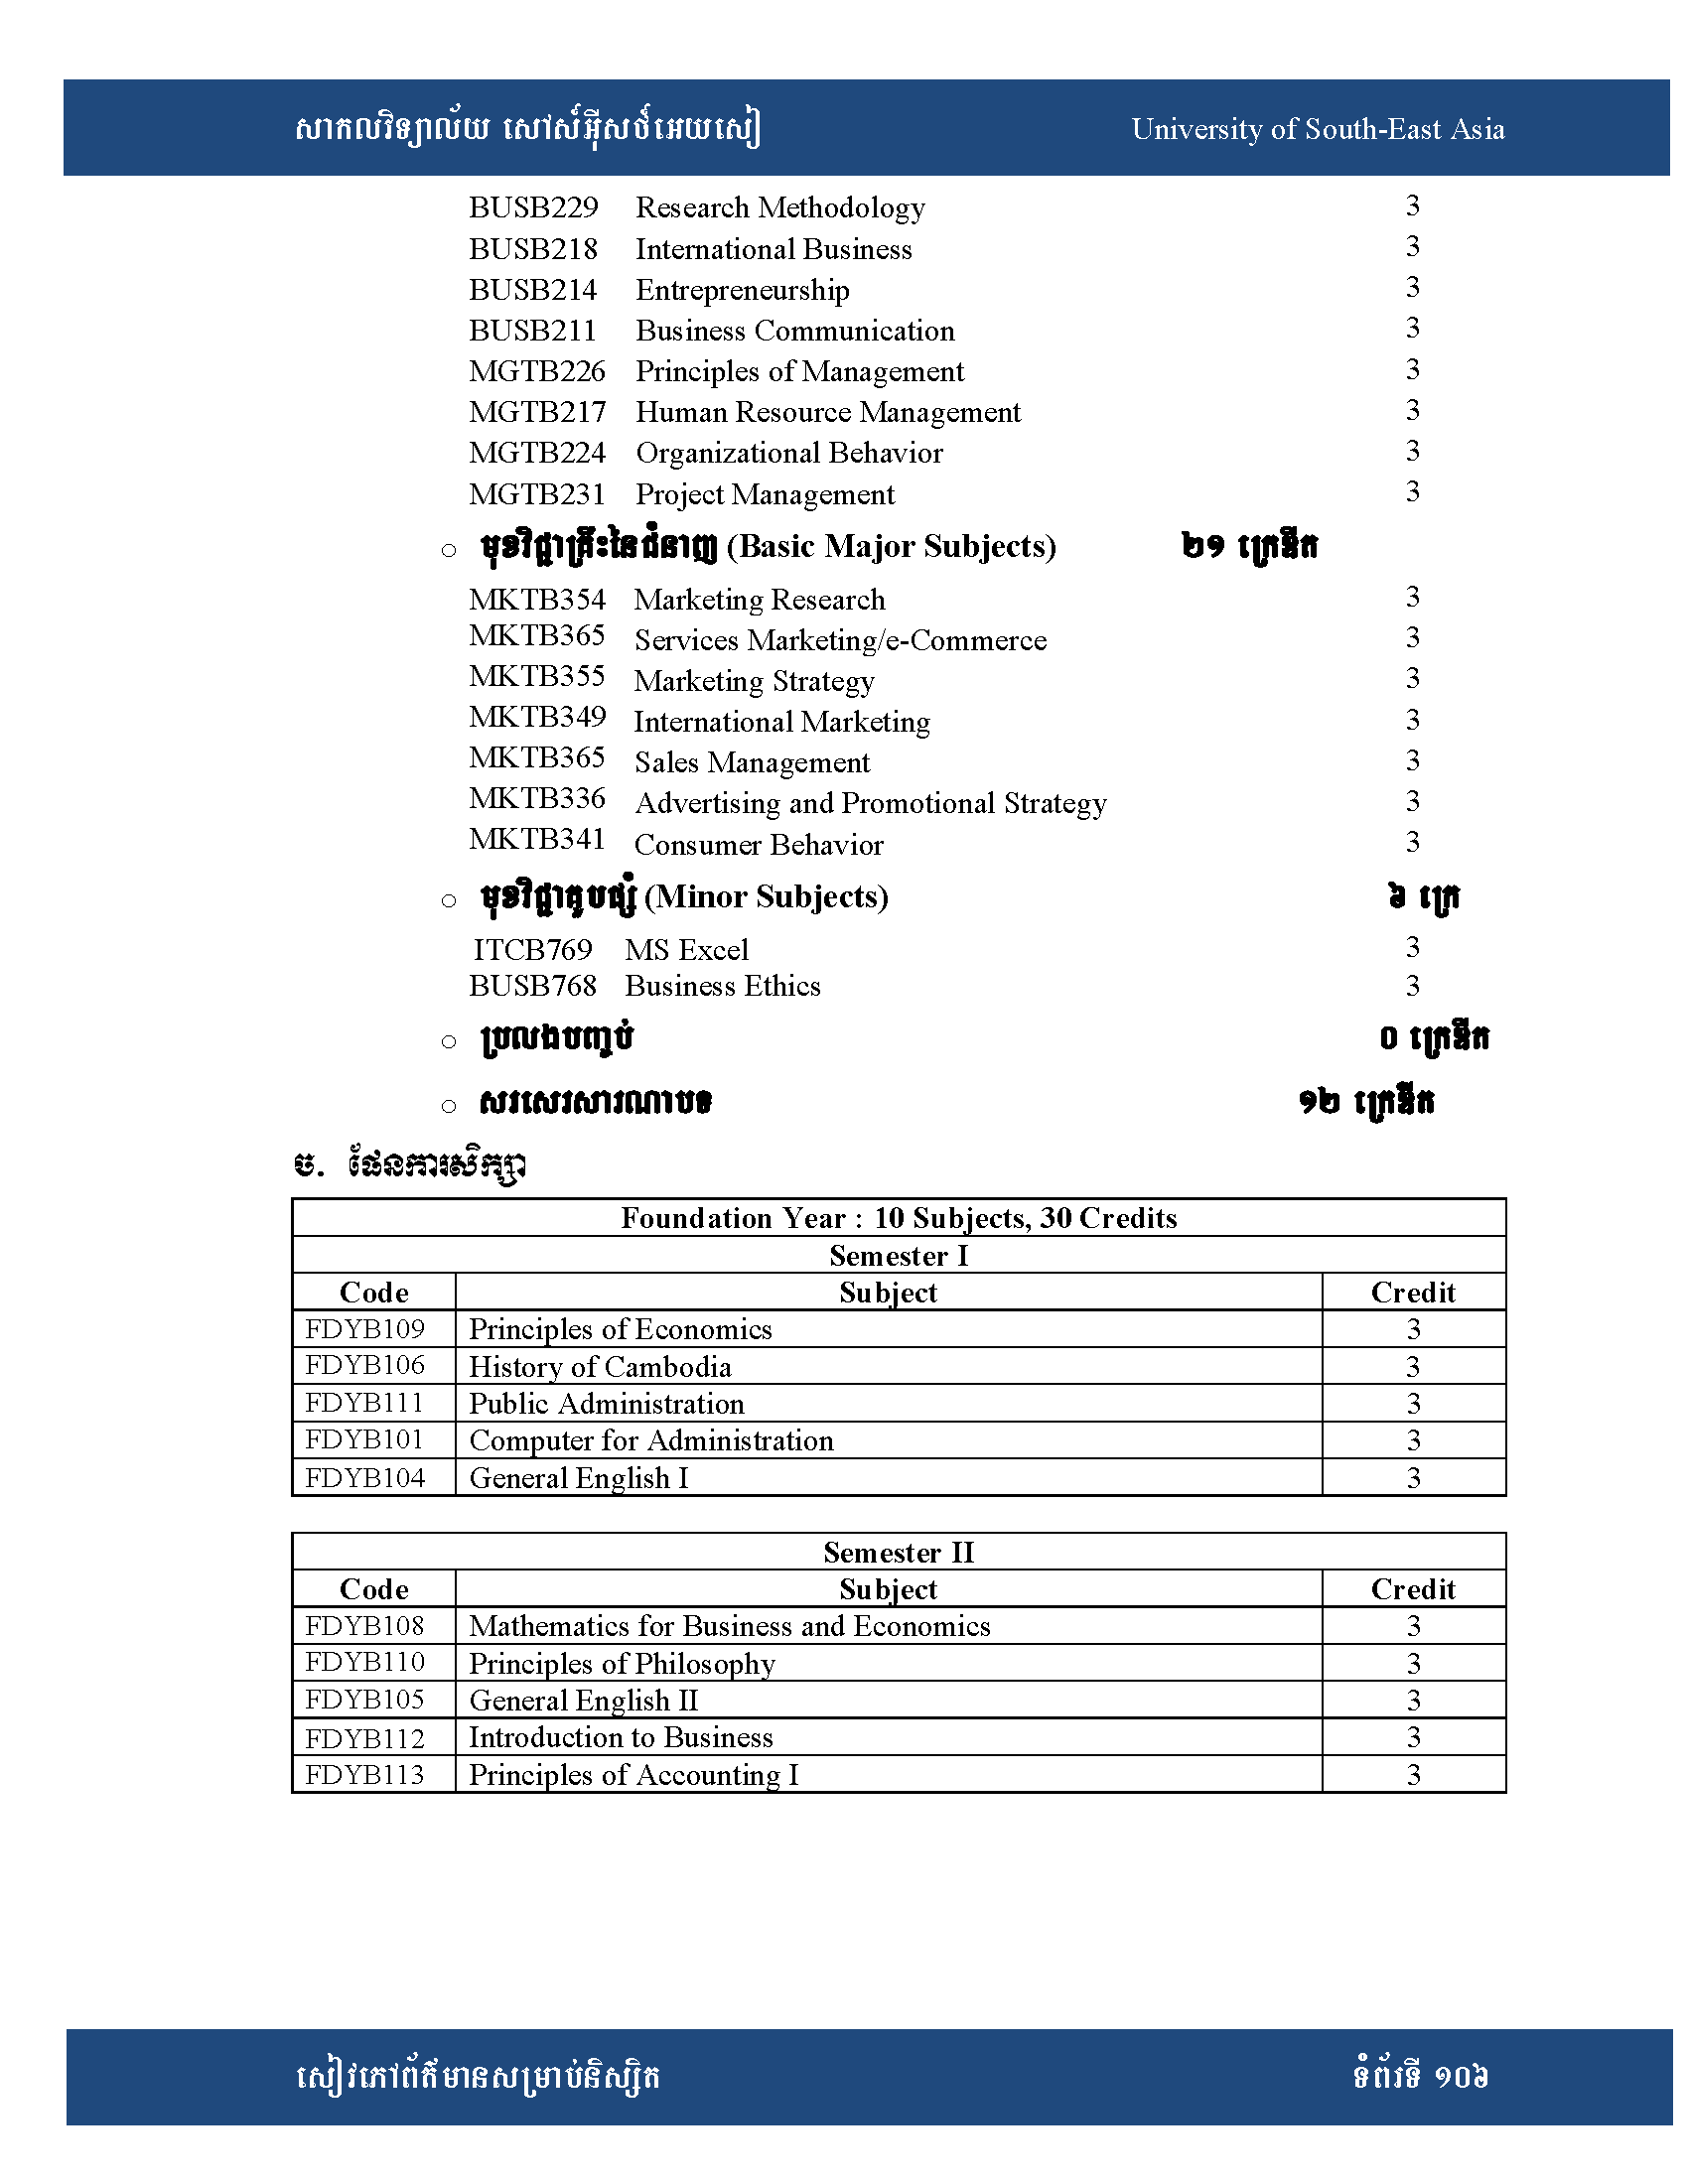 សាកលវិទ្យាល័យ សៅស៍អ៊ីសថ៍អេយសៀ University of South-East Asia
BUSB229 Research Methodology 3
BUSB218 International Business 3
BUSB214 Entrepreneurship 3
BUSB211 Business Communication 3
MGTB226 Principles of Management 3
MGTB217 Human Resource Management 3
MGTB224 Organizational Behavior 3
MGTB231 Project Management 3
o មុខវិជ្ជាគ្រឹះនៃជំនាញ (Basic Major Subjects) ២១ ក្រេឌីត
MKTB354 Marketing Research 3
MKTB365 Services Marketing/e-Commerce 3
MKTB355 Marketing Strategy 3
MKTB349 International Marketing 3
MKTB365 Sales Management 3
MKTB336 Advertising and Promotional Strategy 3
MKTB341 Consumer Behavior 3
o មុខវិជ្ជាគូបផ្សំ (Minor Subjects) ៦ ក្រេ
ITCB769 MS Excel 3
BUSB768 Business Ethics 3
o ប្រលងបញ្ចប់ ០ ក្រេឌីត
o សរសេរសារណាបទ ១២ ក្រេឌីត
ច. ផែនការសិក្សា
Foundation Year : 10 Subjects, 30 Credits
Semester I
Code Subject Credit
FDYB109 Principles of Economics 3
FDYB106 History of Cambodia 3
FDYB111 Public Administration 3
FDYB101 Computer for Administration 3
FDYB104 General English I 3
Semester II
Code Subject Credit
FDYB108 Mathematics for Business and Economics 3
FDYB110 Principles of Philosophy 3
FDYB105 General English II 3
FDYB112 Introduction to Business 3
FDYB113 Principles of Accounting I 3
សៀវភៅព័ត៌មានសម្រាប់និស្សិត ទំព័រទី ១០៦